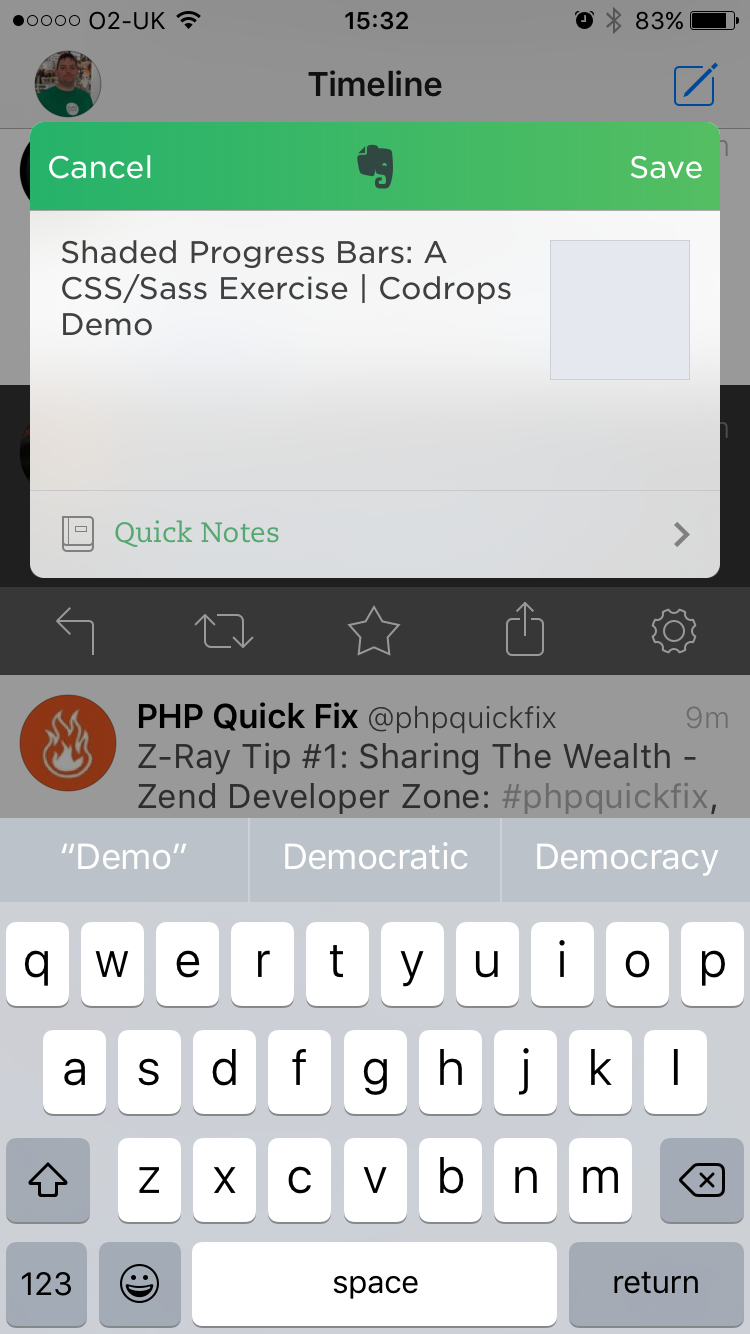 O2-UK 15:32 83%
Timeline
Cancel Save
Shaded Progress Bars: A
CSS/Sass Exercise | Codrops
Demo
Quick Notes
PHP Quick Fix @phpquickfix 9m
Z-Ray Tip #1: Sharing The Wealth -
Zend Developer Zone: #phpquickfix,
“Demo” Democratic Democracy
q w e r t y u i o p
a s d f g h j k l
z x c v b n m
123 space return